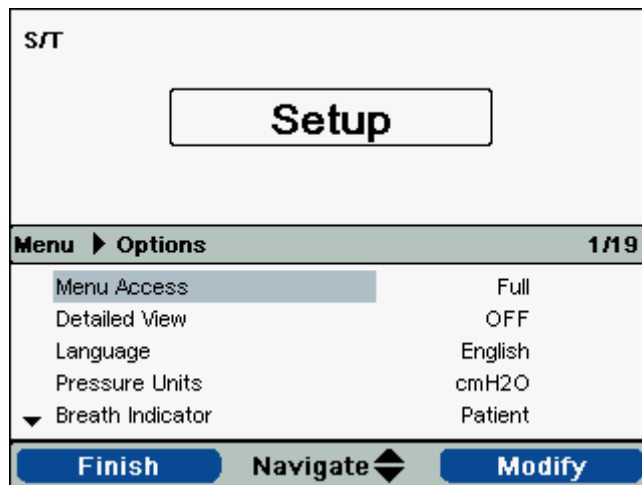 S/T
Setup
Menu Options 1/19
Menu Access Full
Detailed View OFF
Language English
Pressure Units cmH2O
Breath Indicator Patient
Finish Navigate Modify